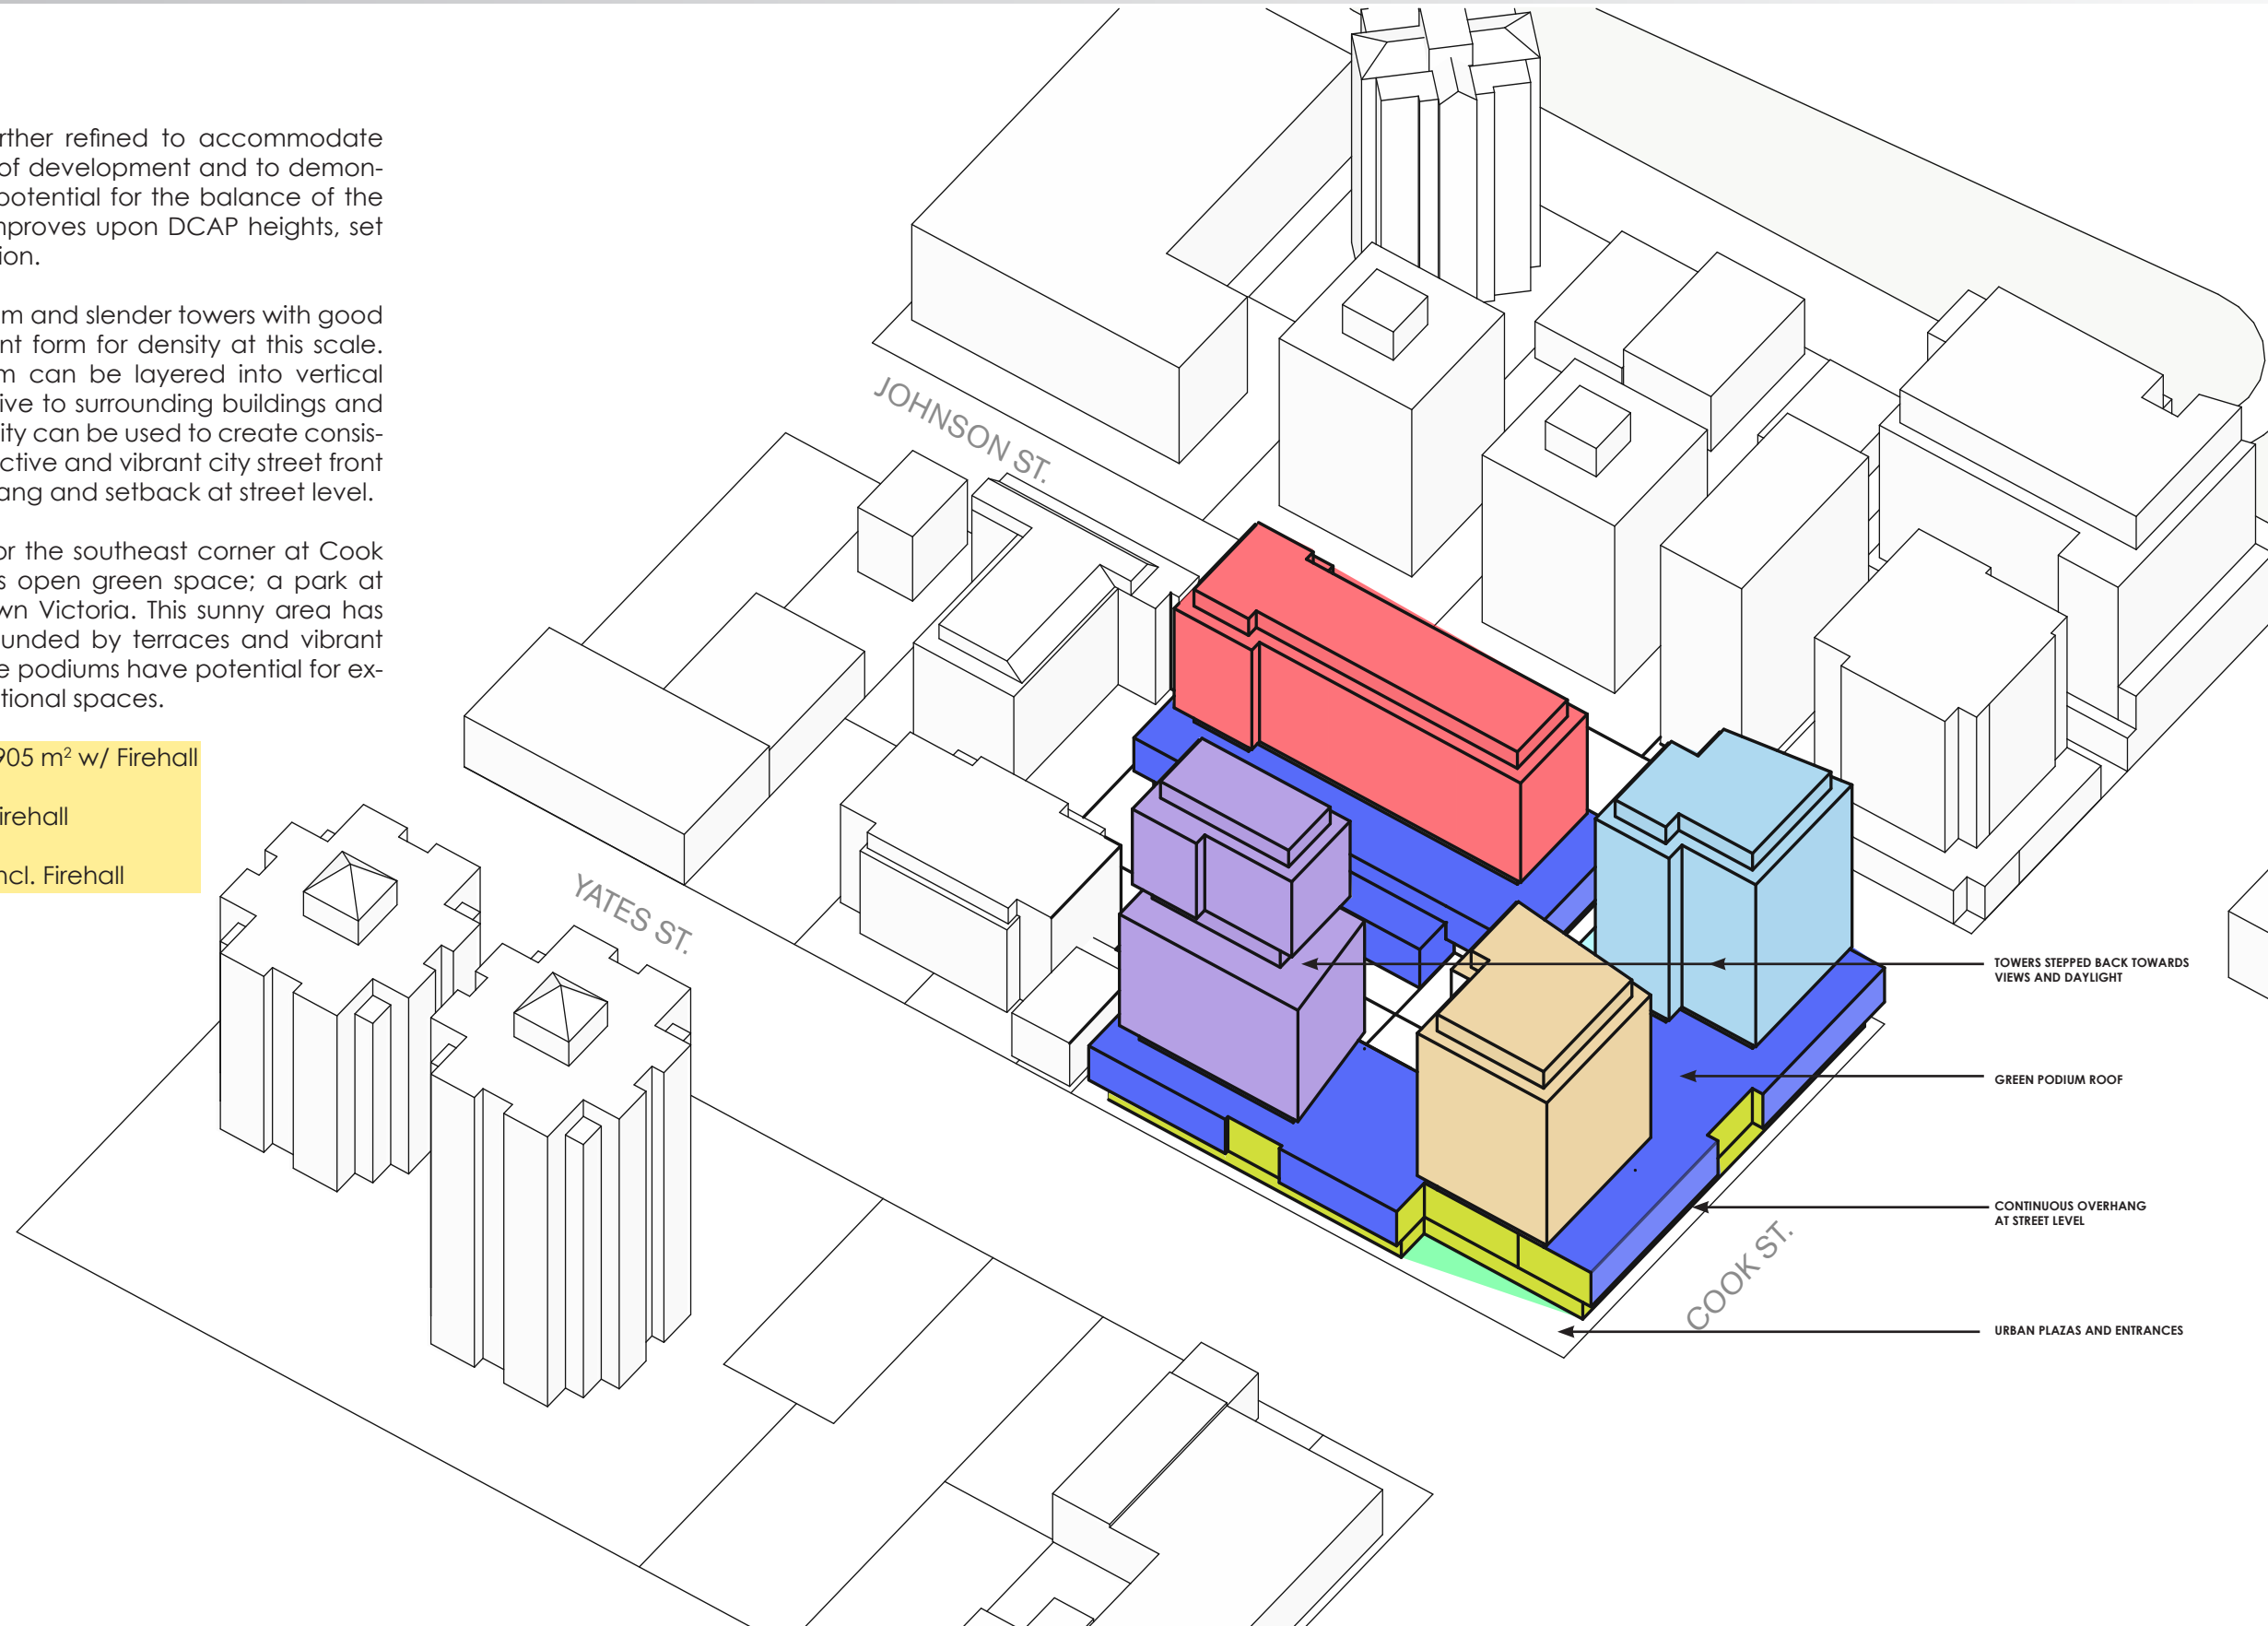 rther refined to accommodate
of development and to demon-
potential for the balance of the
nproves upon DCAP heights, set
ion.
m and slender towers with good
nt form for density at this scale.
m can be layered into vertical
ive to surrounding buildings and
ity can be used to create consis-
ctive and vibrant city street front
ang and setback at street level.
or the southeast corner at Cook
s open green space; a park at
wn Victoria. This sunny area has
ounded by terraces and vibrant
e podiums have potential for ex-
tional spaces.
905 m² w/ Firehall
irehall
ncl. Firehall
JOHNSON ST.
YATES ST.
COOK ST.
TOWERS STEPPED BACK TOWARDS
VIEWS AND DAYLIGHT
GREEN PODIUM ROOF
CONTINUOUS OVERHANG
AT STREET LEVEL
URBAN PLAZAS AND ENTRANCES